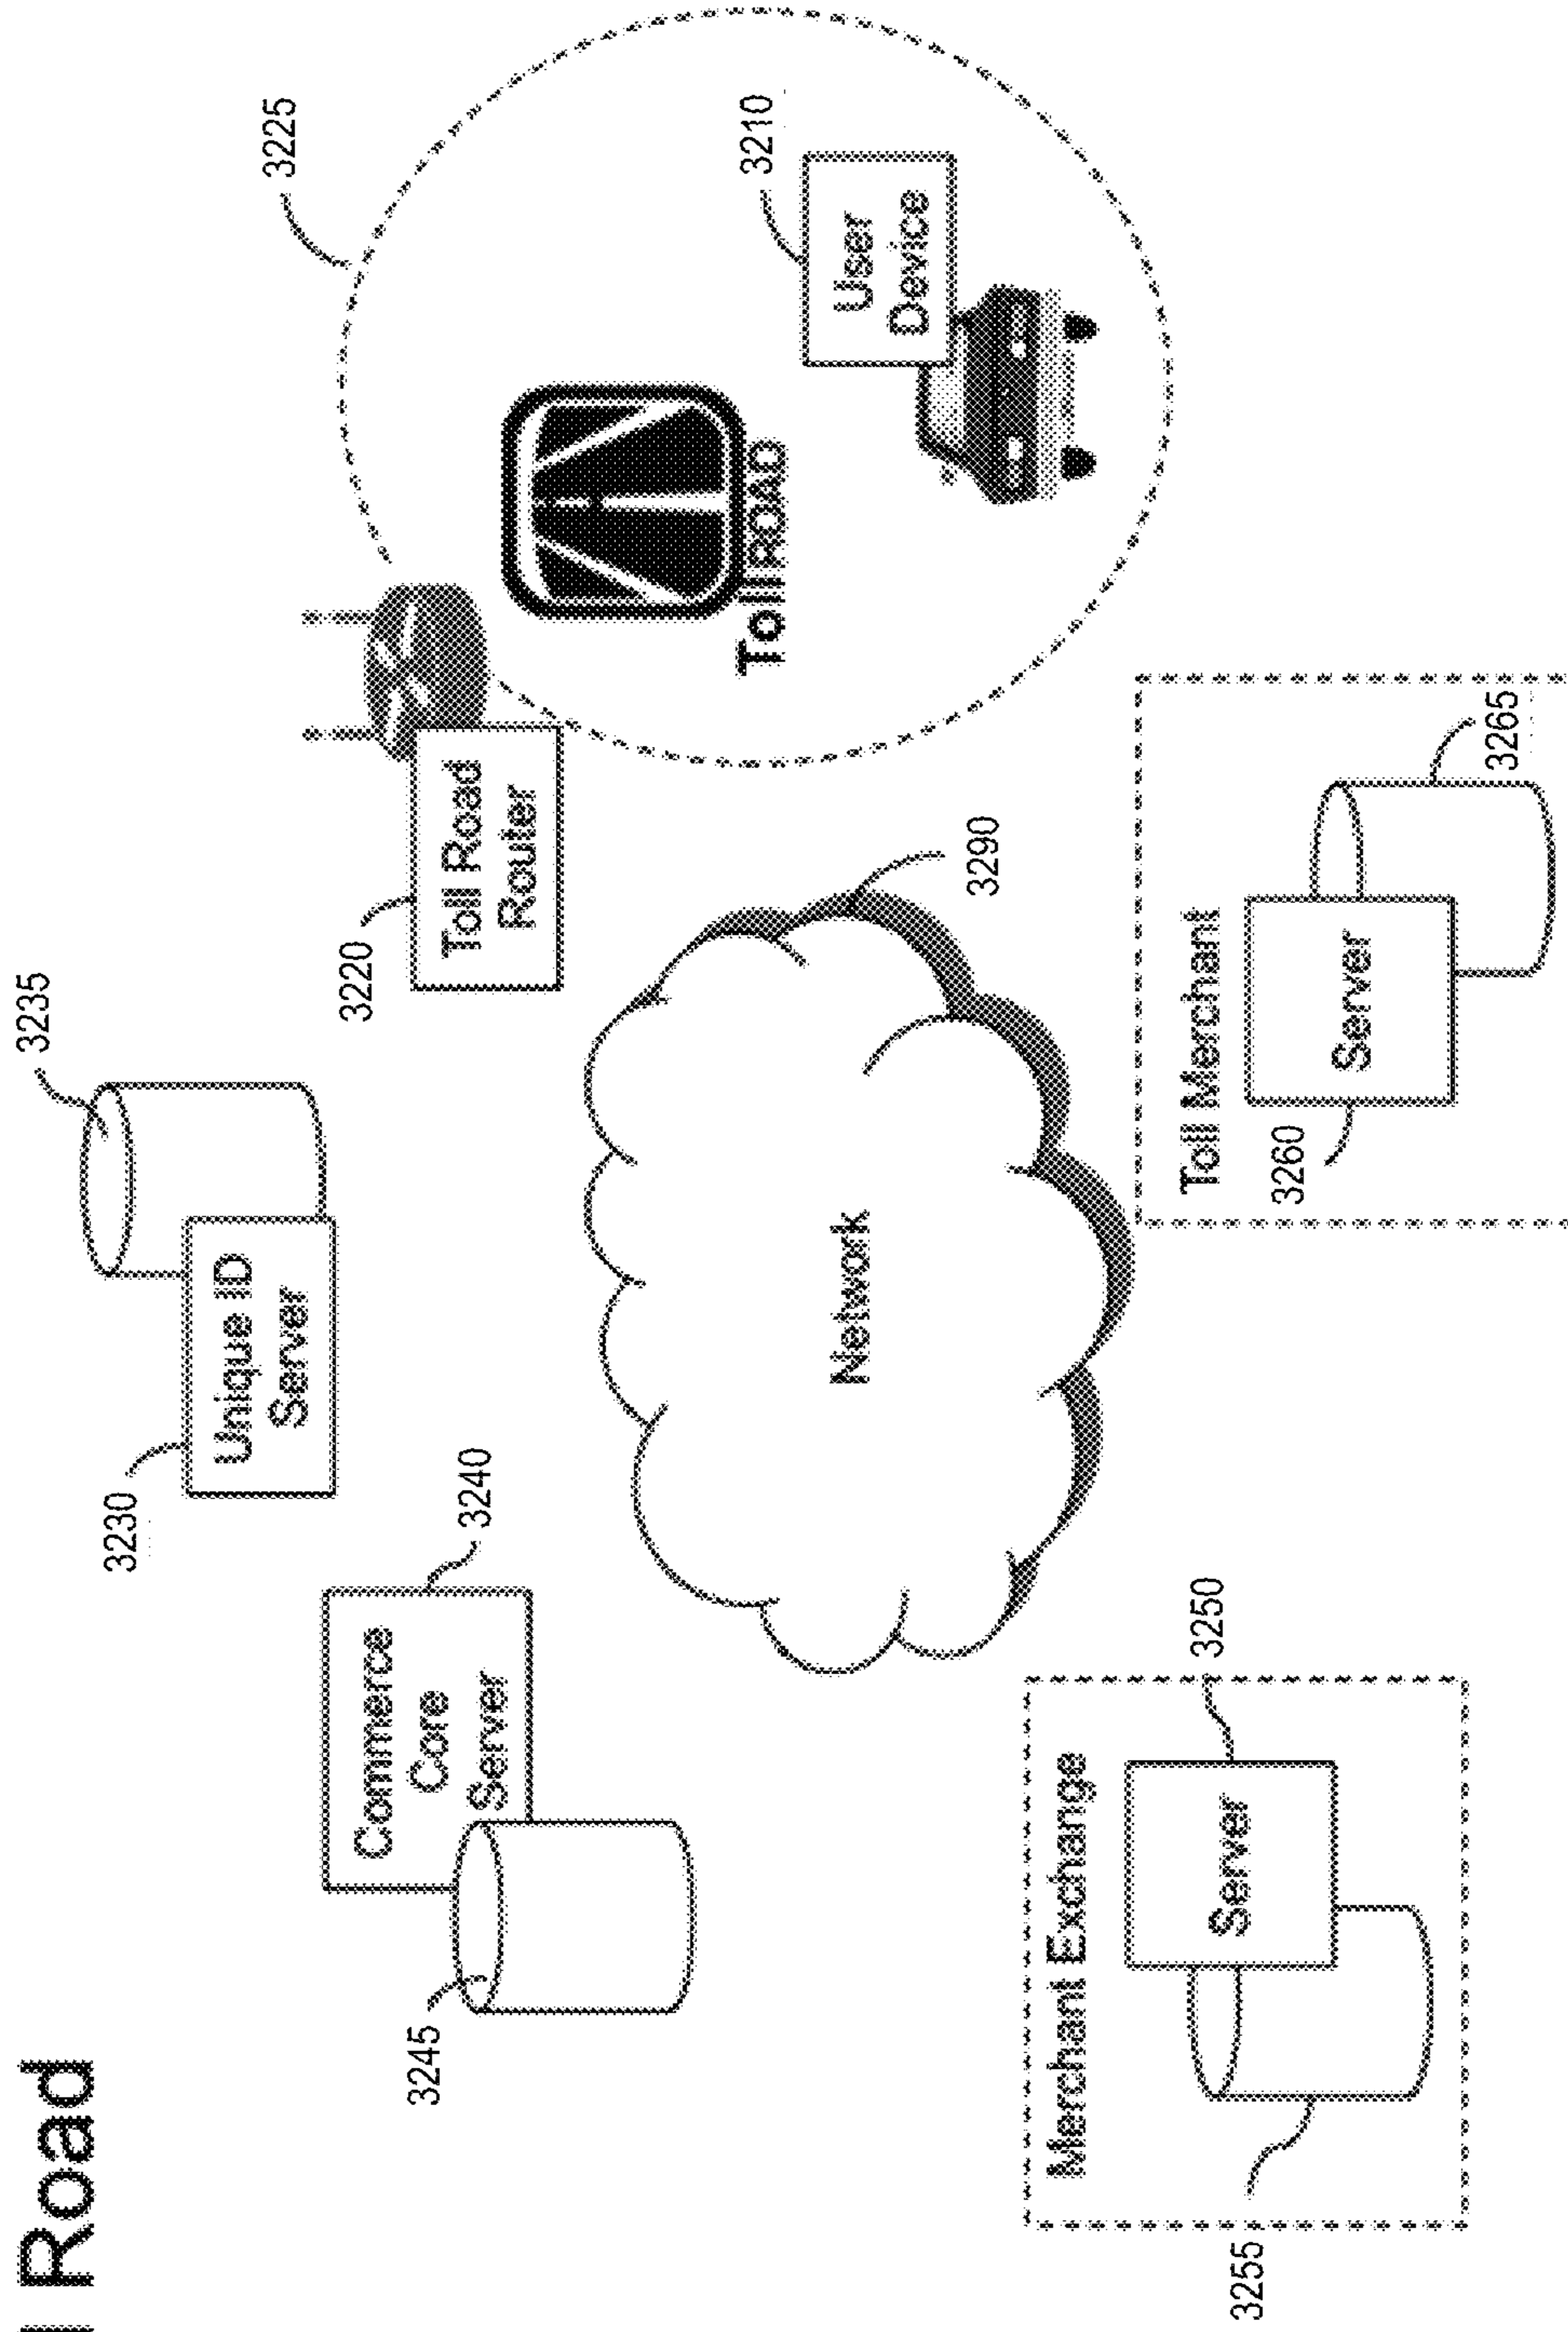 Road
3235
3230
Unique ID
Server
3240
Commerce
Core
Server
3245
3220
Toll Road
Router
3225
Toll ROAD
3210
User
Device
3290
Network
Merchant Exchange
3250
Server
3255
Toll Merchant
3260
Server
3265